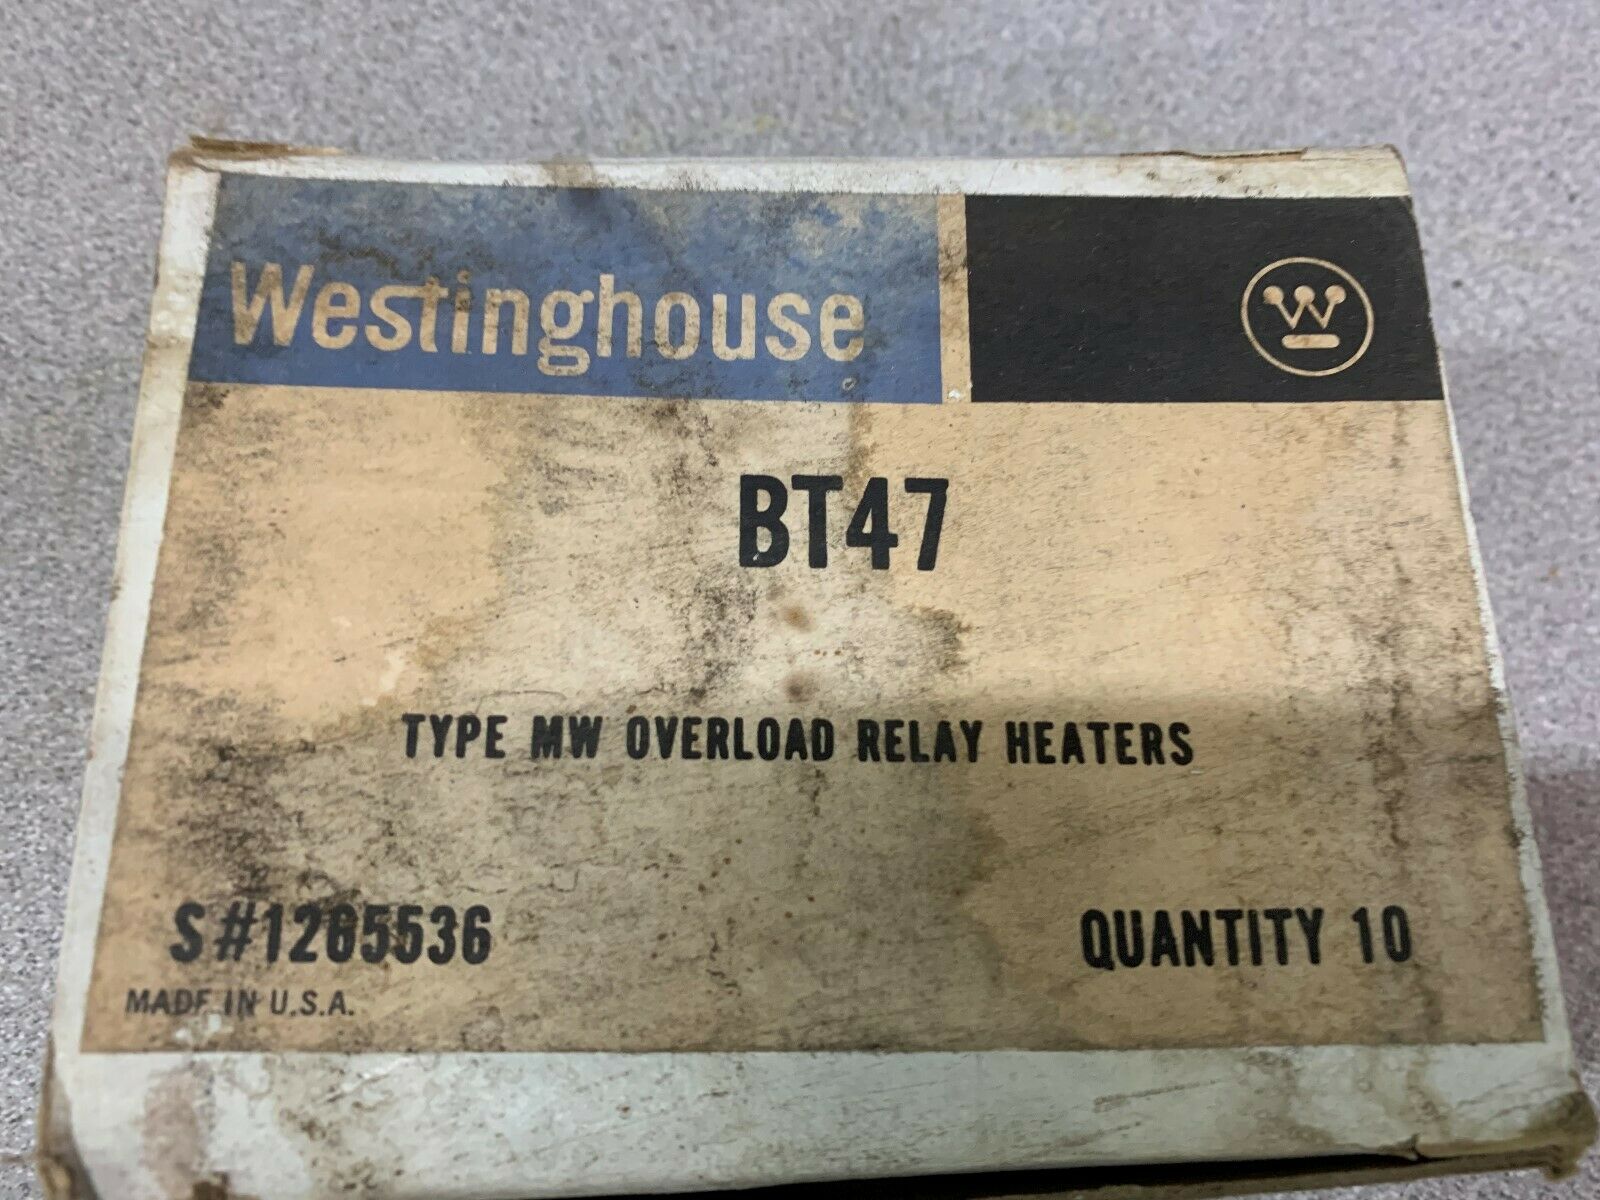 Westinghouse
W
BT47
TYPE MW OVERLOAD RELAY HEATERS
S#1265536
QUANTITY 10
MADE IN U.S.A.